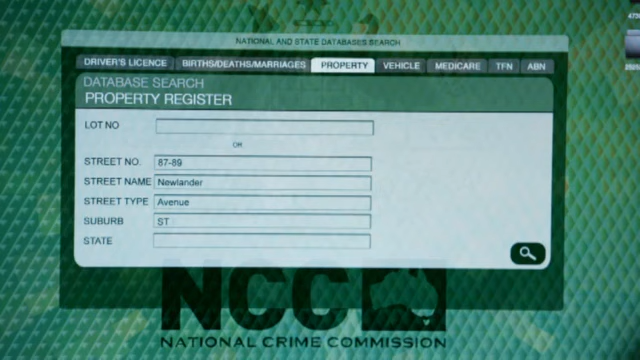 NATIONAL AND STATE DATABASES SEARCH
DRIVER'S LICENCE BIRTHS/DEATHS/MARRIAGES PROPERTY VEHICLE MEDICARE TFN ABN
DATABASE SEARCH
PROPERTY REGISTER
LOT NO
OR
STREET NO. 87-89
STREET NAME Newlander
STREET TYPE Avenue
SUBURB ST
STATE
NCC
NATIONAL CRIME COMMISSION